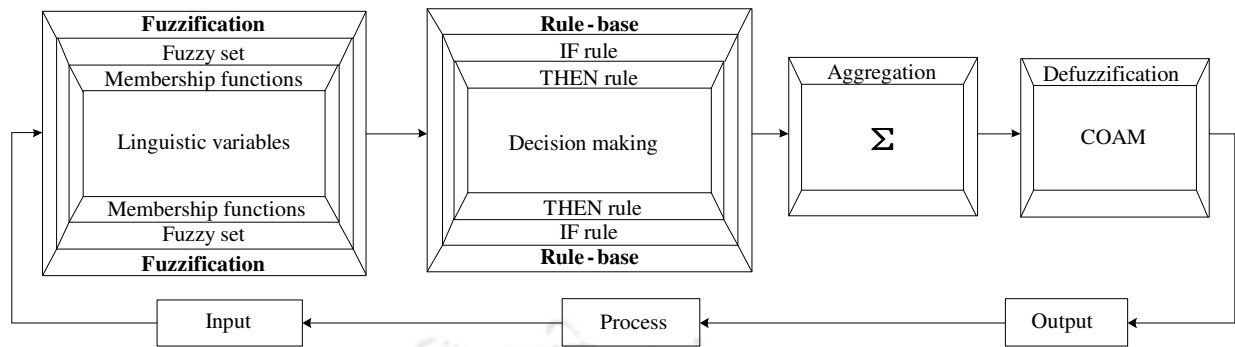 Fuzzification
Fuzzy set
Membership functions
Linguistic variables
Membership functions
Fuzzy set
Fuzzification
Rule-base
IF rule
THEN rule
Decision making
THEN rule
IF rule
Rule-base
Aggregation
Σ
Defuzzification
COAM
Input
Process
Output